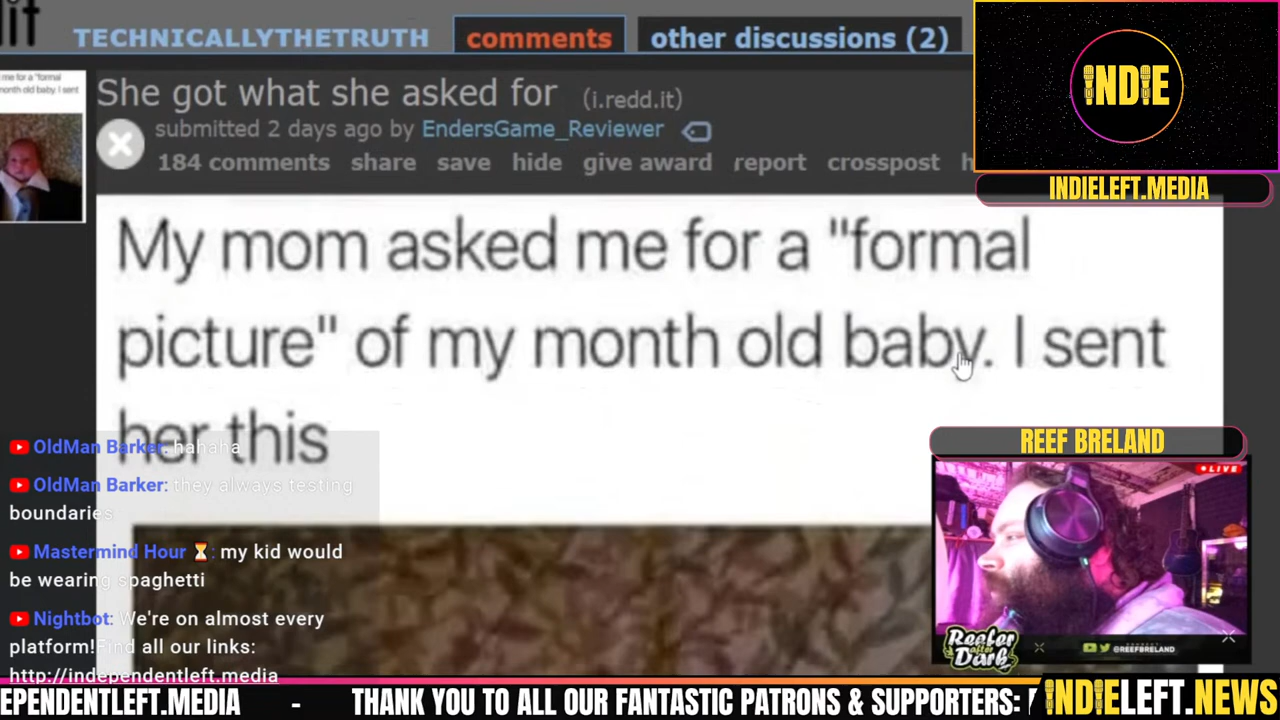 TECHNICALLYTHETRUTH
comments
other discussions (2)
She got what she asked for (i.redd.it)
submitted 2 days ago by EndersGame_Reviewer
184 comments share save hide give award report crosspost
My mom asked me for a "formal
picture" of my month old baby. I sent
her this
INDIE
INDIELEFT.MEDIA
REEF BRELAND
LIVE
Reefer
after
Dark
@REEFBRELAND
OldMan Barker: hahaha
OldMan Barker: they always testing
boundaries
Mastermind Hour ⏳: my kid would
be wearing spaghetti
Nightbot: We're on almost every
platform!Find all our links:
http://independentleft.media
EPENDENTLEFT.MEDIA - THANK YOU TO ALL OUR FANTASTIC PATRONS & SUPPORTERS:
INDIELEFT.NEWS